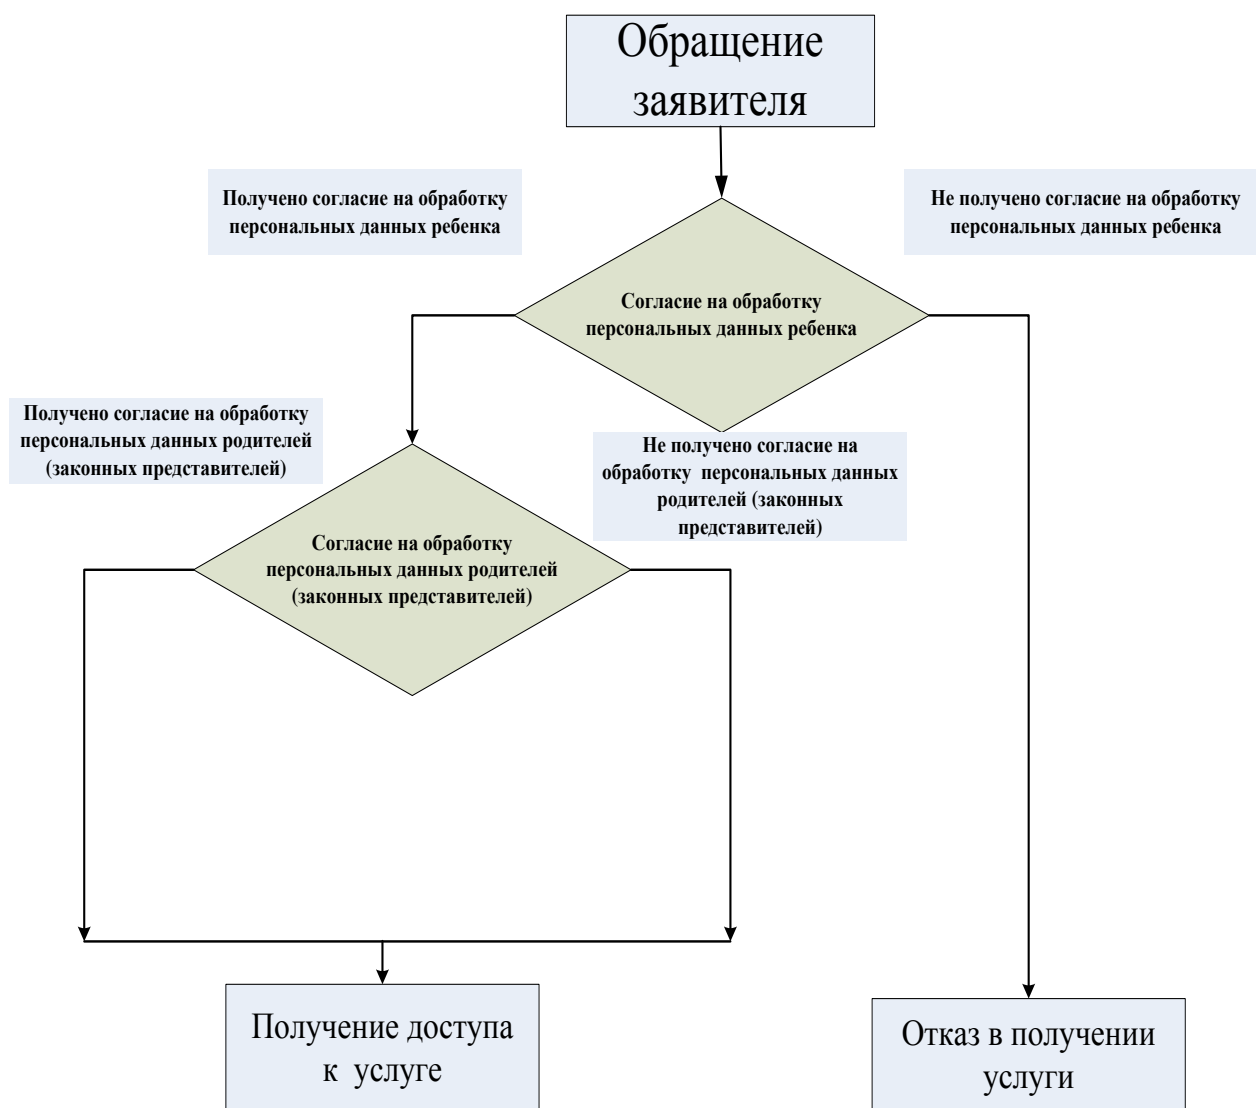 Обращение
заявителя
Получено согласие на обработку
персональных данных ребенка
Не получено согласие на обработку
персональных данных ребенка
Согласие на обработку
персональных данных ребенка
Получено согласие на обработку
персональных данных родителей
(законных представителей)
Не получено согласие на
обработку персональных данных
родителей (законных
представителей)
Согласие на обработку
персональных данных родителей
(законных представителей)
Получение доступа
к услуге
Отказ в получении
услуги